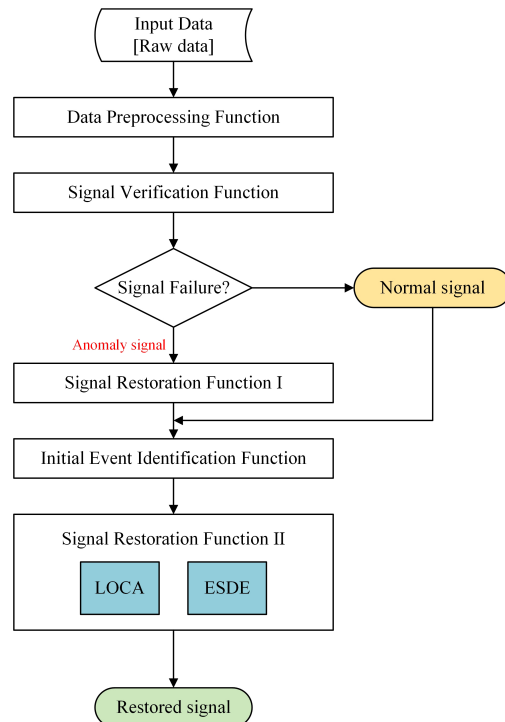 Input Data
[Raw data]
Data Preprocessing Function
Signal Verification Function
Signal Failure?
Normal signal
Anomaly signal
Signal Restoration Function I
Initial Event Identification Function
Signal Restoration Function II
LOCA
ESDE
Restored signal